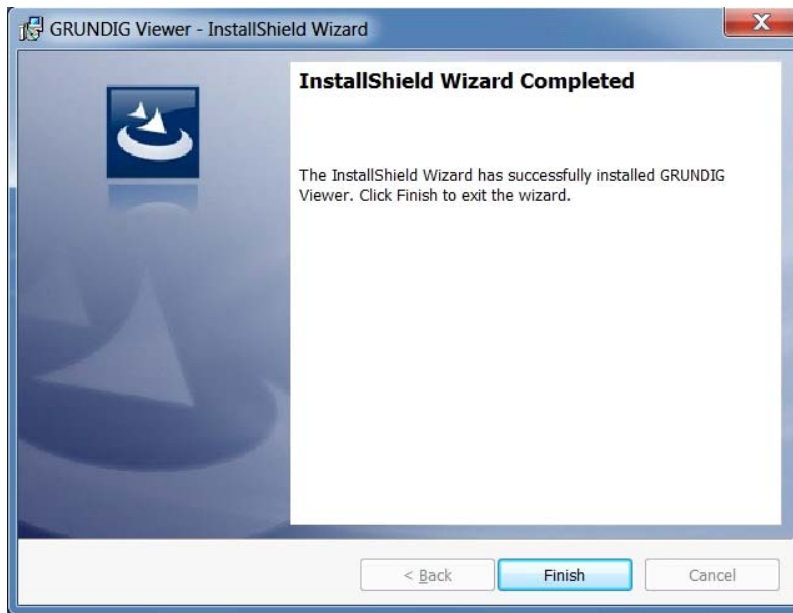 GRUNDIG Viewer - InstallShield Wizard
InstallShield Wizard Completed
The InstallShield Wizard has successfully installed GRUNDIG
Viewer. Click Finish to exit the wizard.
< Back
Finish
Cancel